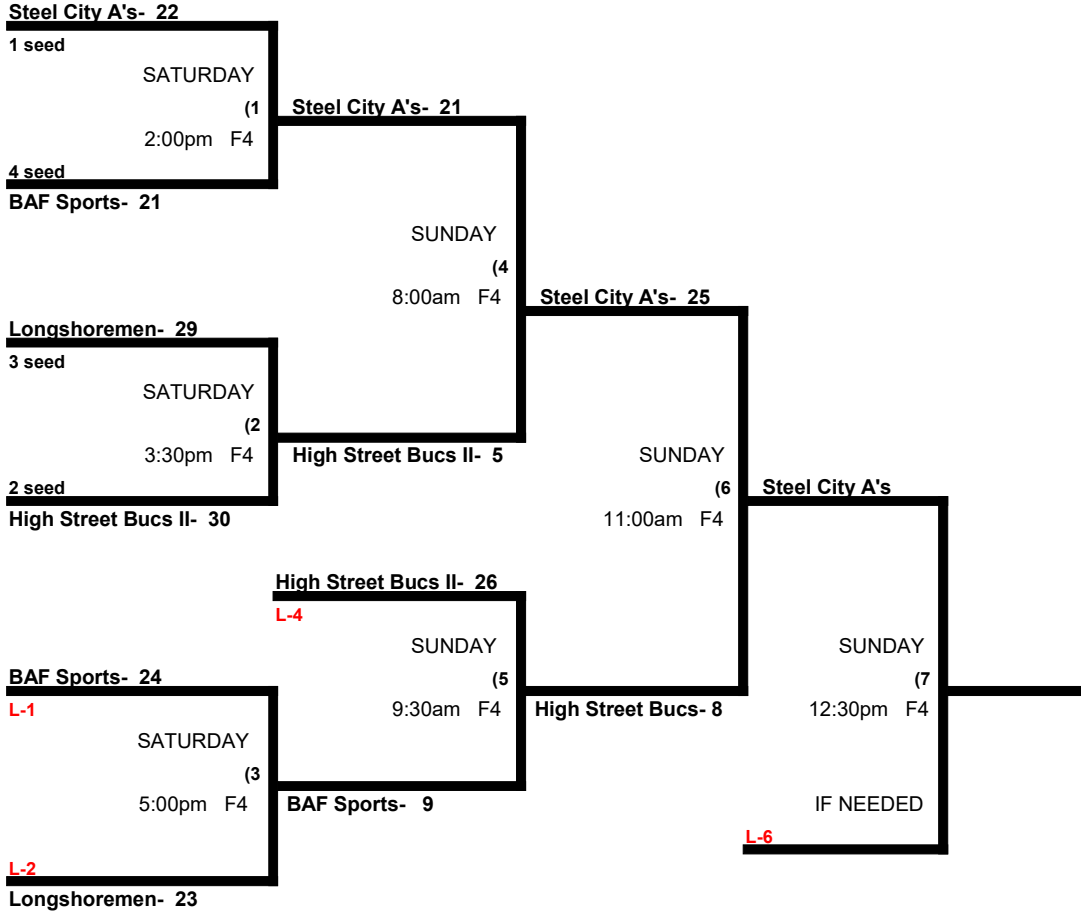 Steel City A's- 22
1 seed
SATURDAY
(1
2:00pm F4
4 seed
BAF Sports- 21
Steel City A's- 21
SUNDAY
(4
8:00am F4
Longshoremen- 29
3 seed
SATURDAY
(2
3:30pm F4
2 seed
High Street Bucs II- 30
High Street Bucs II- 5
Steel City A's- 25
SUNDAY
(6
11:00am F4
Steel City A's
High Street Bucs II- 26
L-4
SUNDAY
(5
9:30am F4
High Street Bucs- 8
BAF Sports- 24
L-1
SATURDAY
(3
5:00pm F4
BAF Sports- 9
L-2
Longshoremen- 23
SUNDAY
(7
12:30pm F4
IF NEEDED
L-6